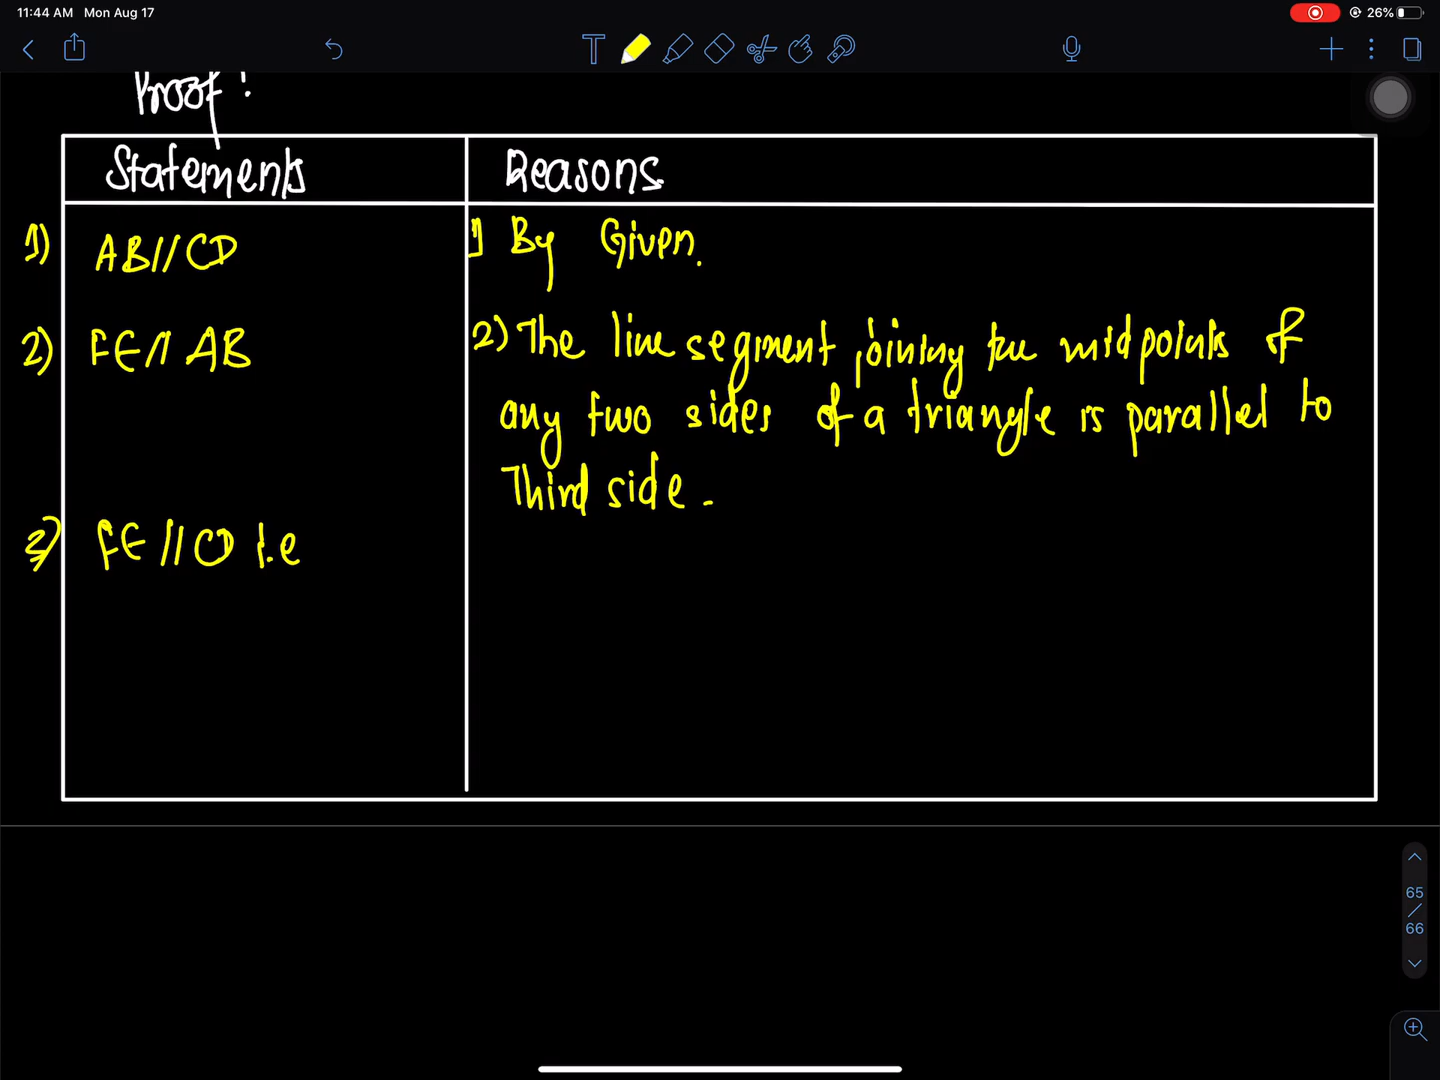 11:44 AM Mon Aug 17
26%
Proof:
Statements
Reasons
1) AB//CD
1) By Given.
2) FE//AB
2) The line segment joining the midpoints of
any two sides of a triangle is parallel to
Third side.
3) FE//CD i.e
65
/
66